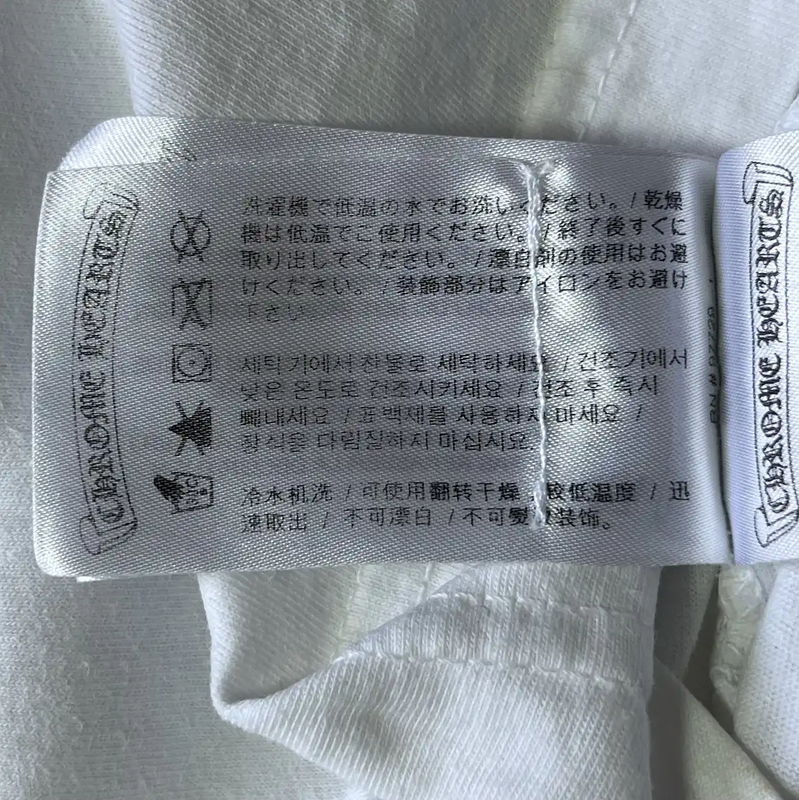 CHROME HEARTS
洗濯機で低温の水でお洗いください。/ 乾燥
機は低温でご使用ください。/ 終了後すぐに
取り出してください。/ 漂白剤の使用はお避
けください。/ 装飾部分はアイロンをお避け
下さい
세탁기에서 찬물로 세탁하세요 / 건조기에서
낮은 온도로 건조시키세요 / 건조 후 즉시
빼내세요 / 표백제를 사용하지 마세요 /
장식을 다림질하지 마십시오.
冷水机洗 / 可使用翻转干燥，较低温度 / 迅
速取出 / 不可漂白 / 不可熨 装饰。
RN #
CHROME HEARTS